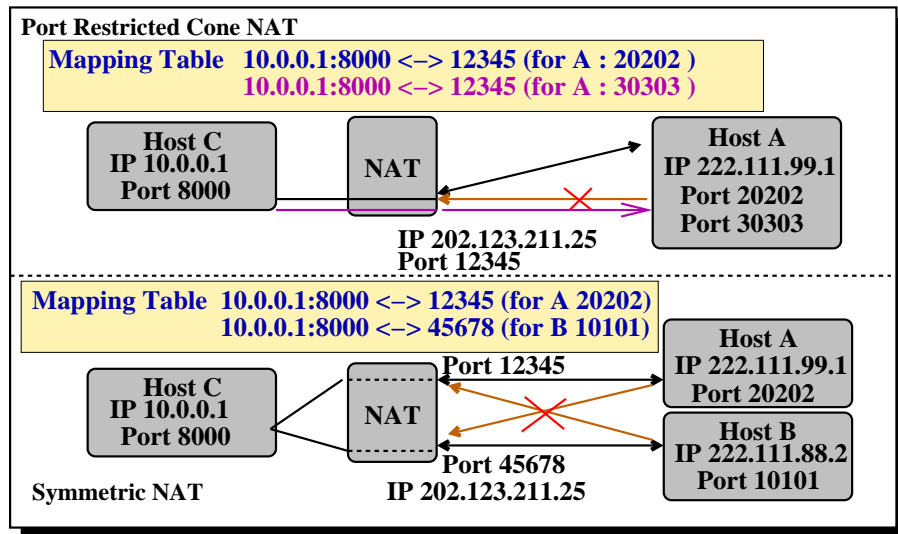 Port Restricted Cone NAT
Mapping Table 10.0.0.1:8000 <−> 12345 (for A : 20202 )
10.0.0.1:8000 <−> 12345 (for A : 30303 )
Host C
IP 10.0.0.1
Port 8000
NAT
Host A
IP 222.111.99.1
Port 20202
Port 30303
IP 202.123.211.25
Port 12345
Mapping Table 10.0.0.1:8000 <−> 12345 (for A 20202)
10.0.0.1:8000 <−> 45678 (for B 10101)
Host C
IP 10.0.0.1
Port 8000
NAT
Port 12345
Host A
IP 222.111.99.1
Port 20202
Host B
IP 222.111.88.2
Port 10101
Port 45678
IP 202.123.211.25
Symmetric NAT